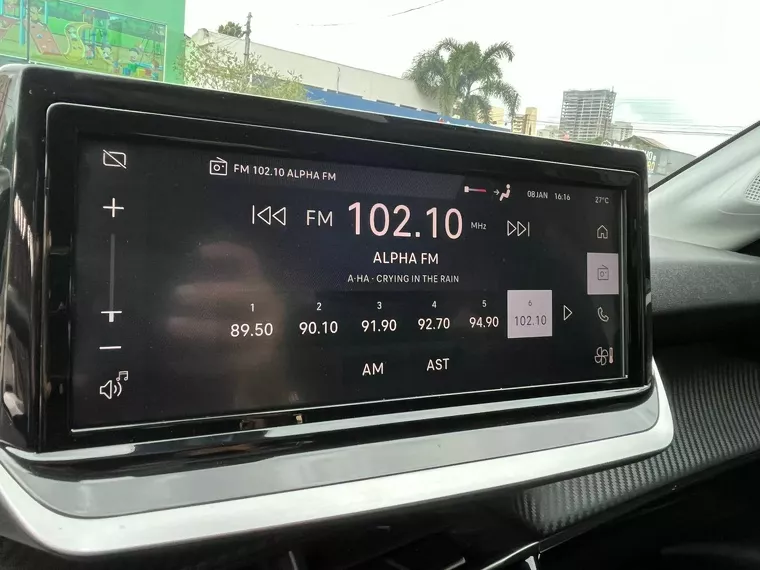 FM 102.10 ALPHA FM
08 JAN 16:16 27°C
FM 102.10 MHz
ALPHA FM
A-HA · CRYING IN THE RAIN
1 2 3 4 5 6
89.50 90.10 91.90 92.70 94.90 102.10
AM AST